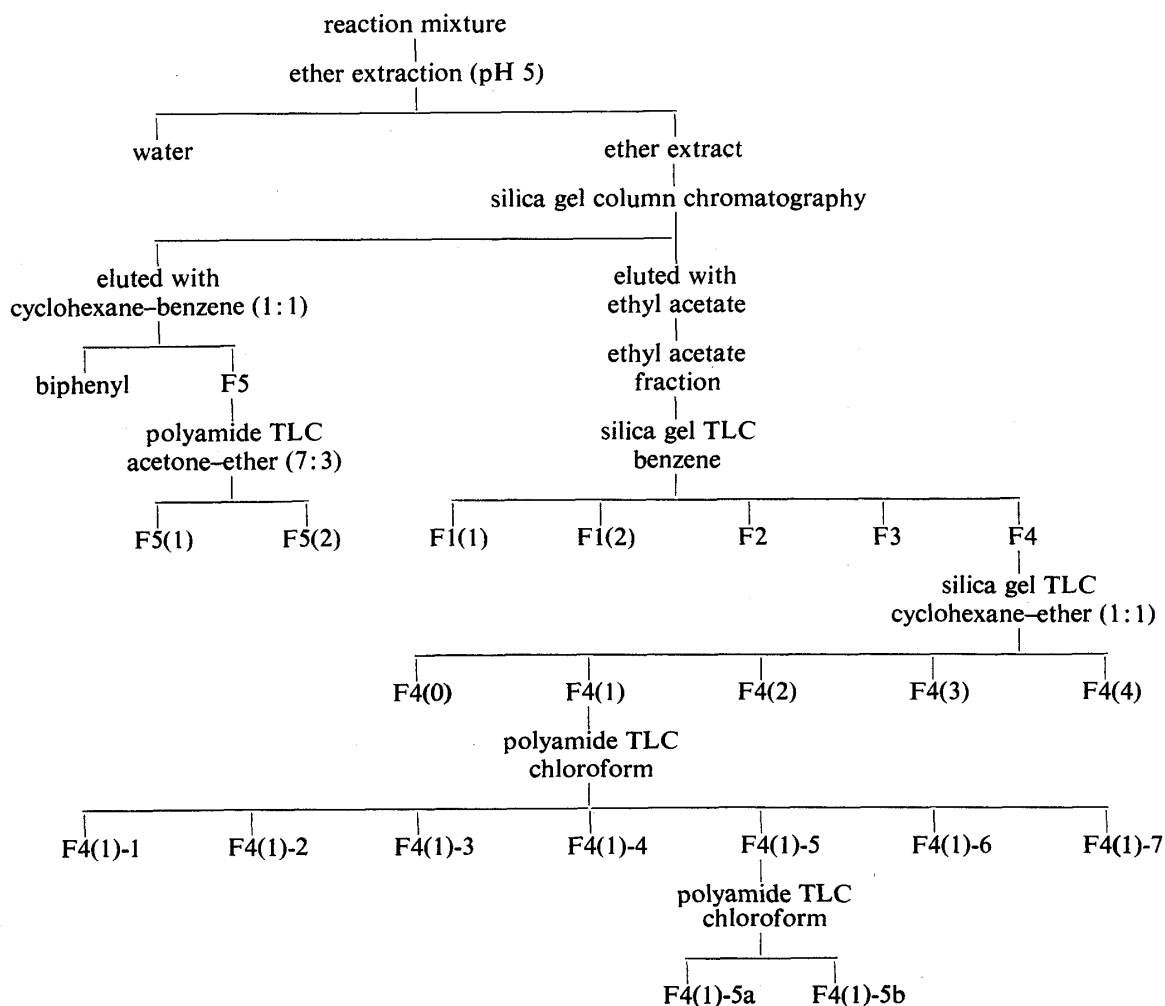 reaction mixture
ether extraction (pH 5)
water
ether extract
silica gel column chromatography
eluted with
cyclohexane–benzene (1:1)
eluted with
ethyl acetate
biphenyl
F5
ethyl acetate
fraction
polyamide TLC
acetone–ether (7:3)
silica gel TLC
benzene
F5(1)
F5(2)
F1(1)
F1(2)
F2
F3
F4
silica gel TLC
cyclohexane–ether (1:1)
F4(0)
F4(1)
F4(2)
F4(3)
F4(4)
polyamide TLC
chloroform
F4(1)-1
F4(1)-2
F4(1)-3
F4(1)-4
F4(1)-5
F4(1)-6
F4(1)-7
polyamide TLC
chloroform
F4(1)-5a
F4(1)-5b